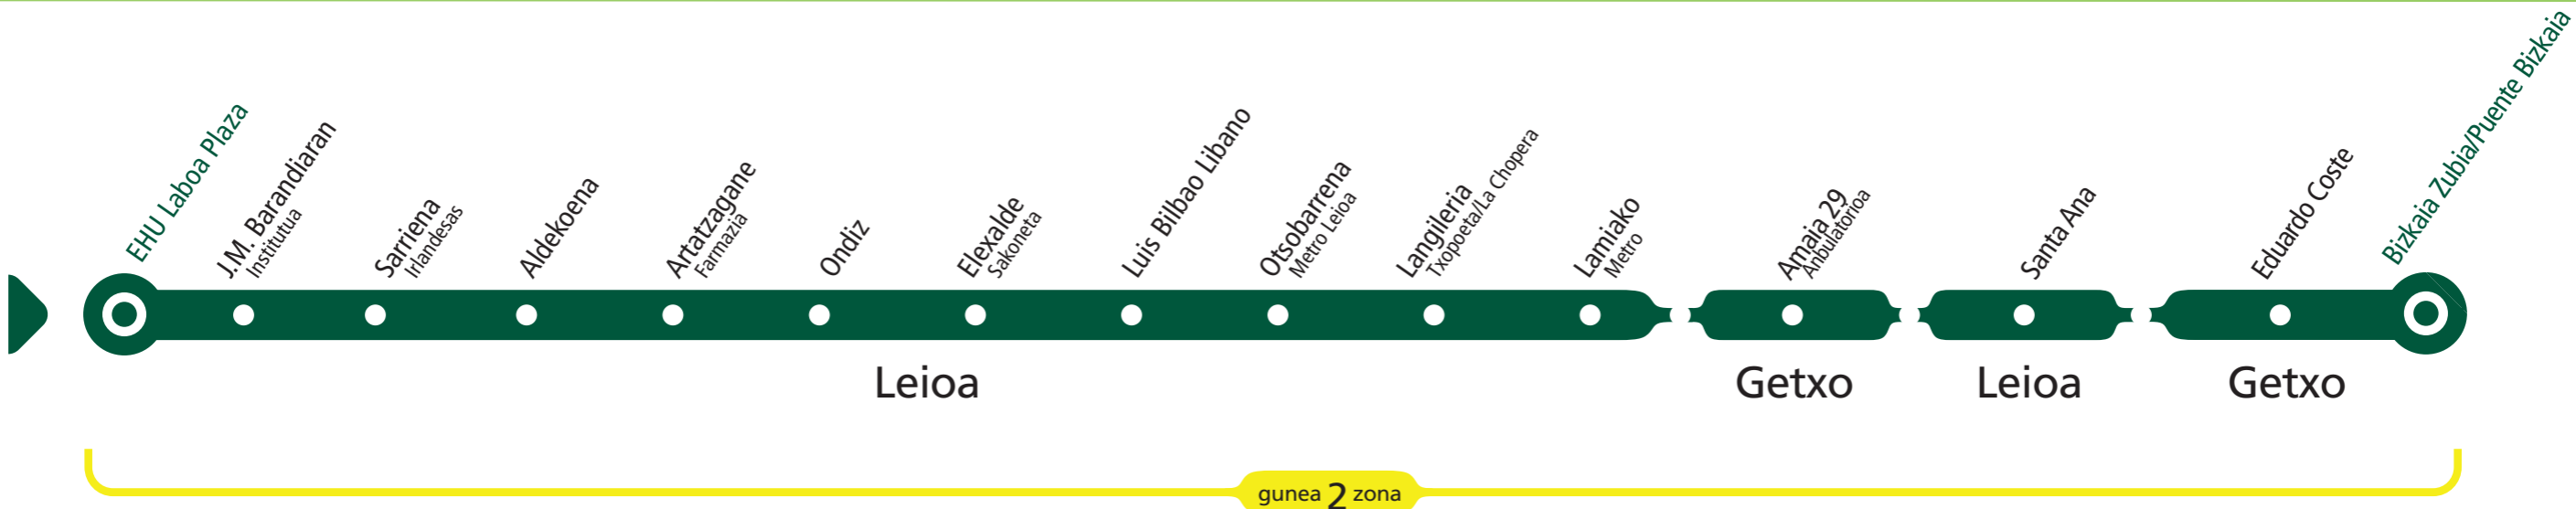 EHU Laboa Plaza
J.M. Barandiaran
Institutua
Sarriena
Irlandesas
Aldekoena
Artatzagane
Farmazia
Ondiz
Elexalde
Sakoneta
Luis Bilbao Libano
Otsobarrena
Metro Leioa
Langileria
Txopoeta/La Chopera
Lamiako
Metro
Amaia 29
Anbulatorioa
Santa Ana
Eduardo Coste
Bizkaia Zubia/Puente Bizkaia
Leioa
Getxo
Leioa
Getxo
gunea 2 zona